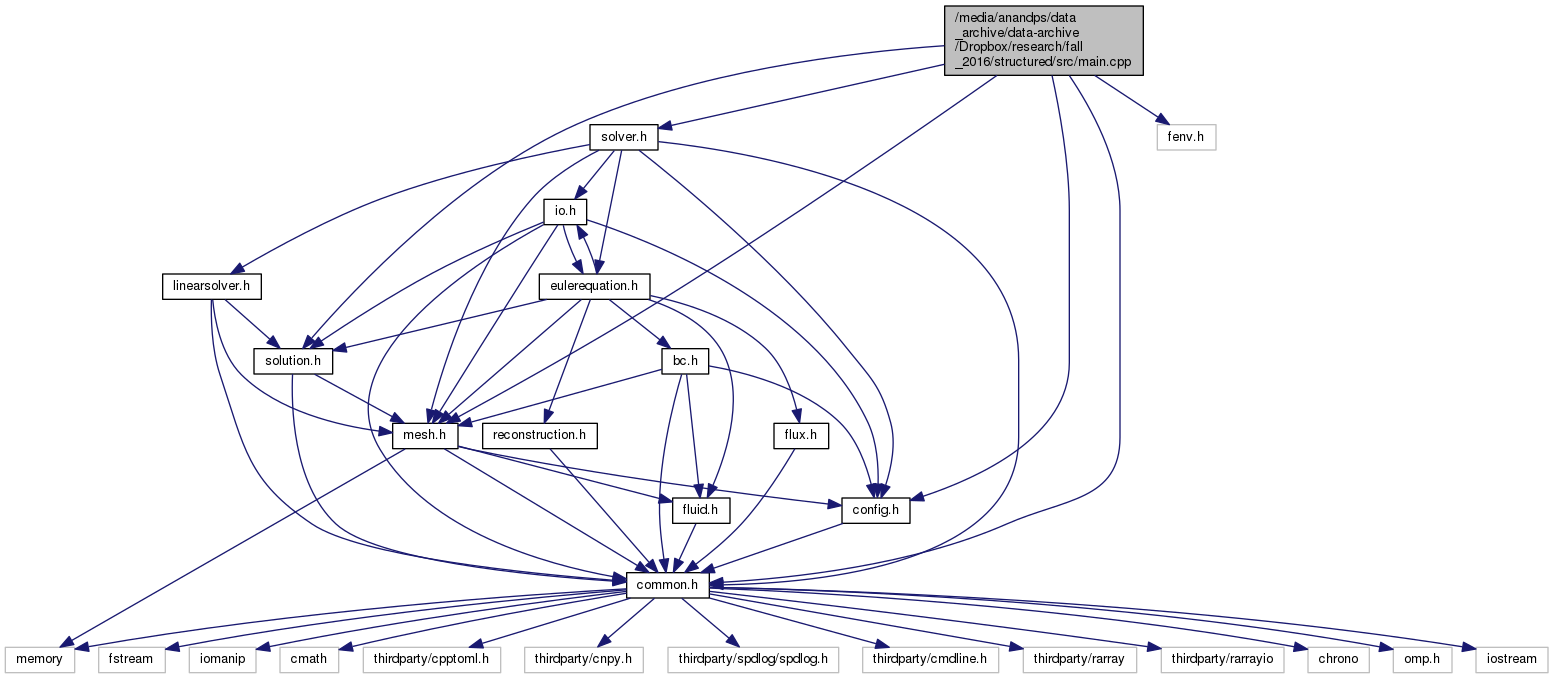 /media/anandps/data
_archive/data-archive
/Dropbox/research/fall
_2016/structured/src/main.cpp
solver.h
fenv.h
io.h
linearsolver.h
eulerequation.h
solution.h
bc.h
mesh.h
reconstruction.h
flux.h
fluid.h
config.h
common.h
memory
fstream
iomanip
cmath
thirdparty/cpptoml.h
thirdparty/cnpy.h
thirdparty/spdlog/spdlog.h
thirdparty/cmdline.h
thirdparty/rarray
thirdparty/rarrayio
chrono
omp.h
iostream